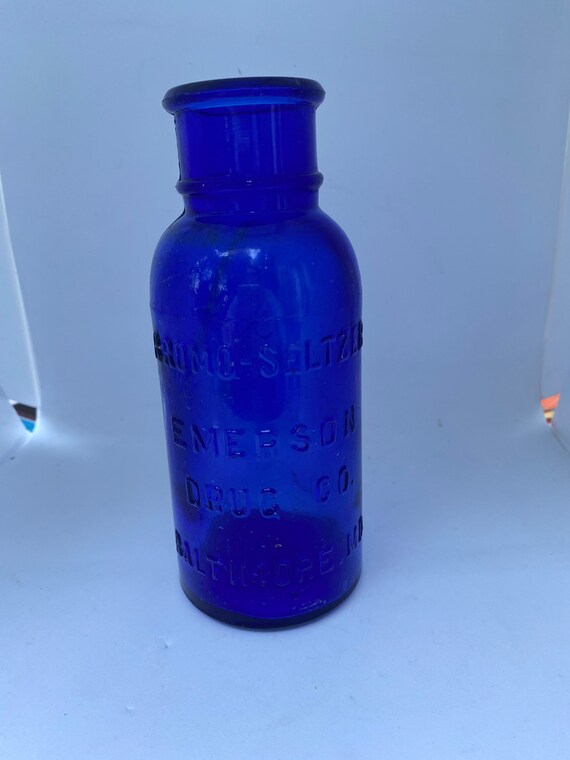 BROMO-SELTZER
EMERSON
DRUG CO.
BALTIMORE, MD.